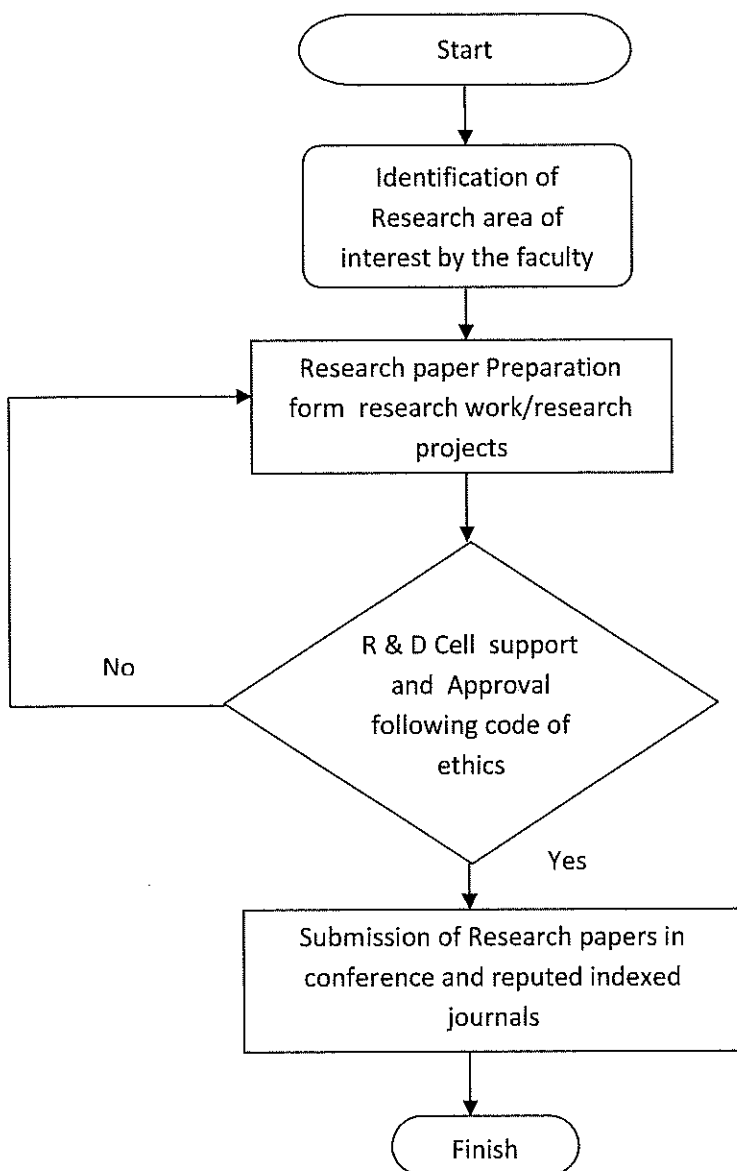 Start
Identification of
Research area of
interest by the faculty
Research paper Preparation
form research work/research
projects
R & D Cell support
and Approval
following code of
ethics
No
Yes
Submission of Research papers in
conference and reputed indexed
journals
Finish